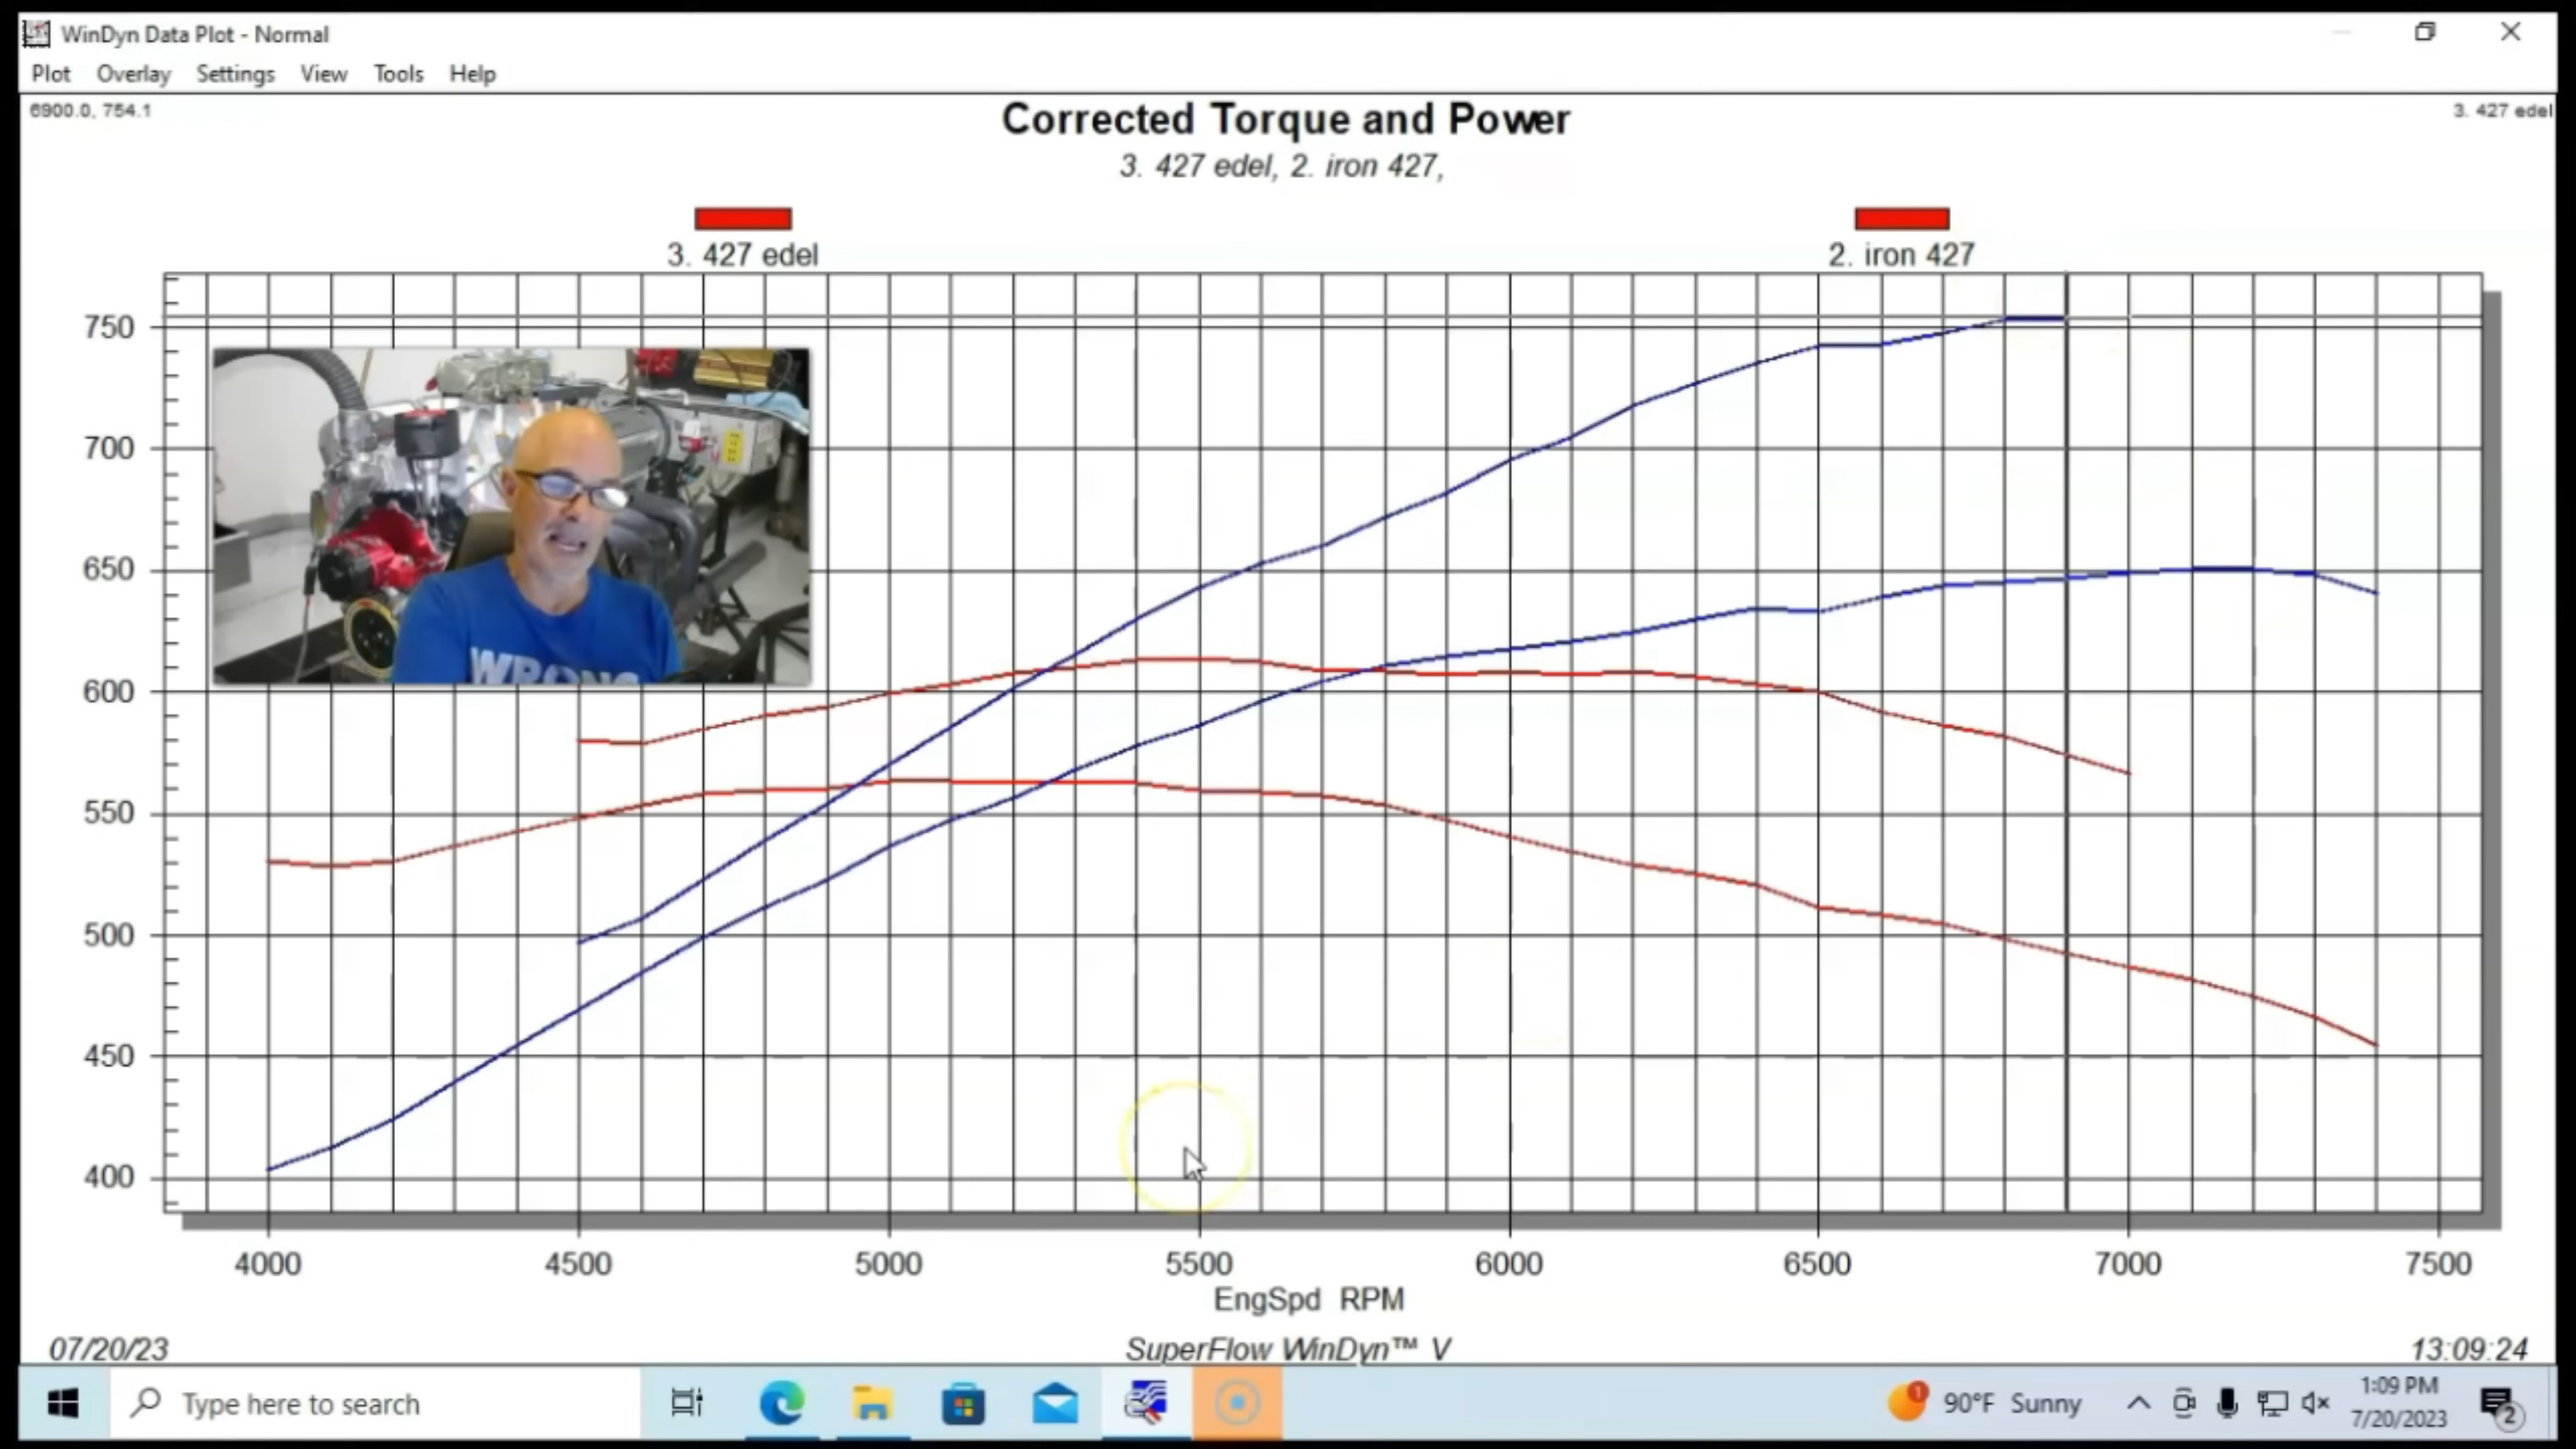 WinDyn Data Plot - Normal
Plot Overlay Settings View Tools Help
6900.0, 754.1
3. 427 edel
Corrected Torque and Power
3. 427 edel, 2. iron 427,
3. 427 edel
2. iron 427
750
700
650
600
550
500
450
400
WRONG
4000 4500 5000 5500 6000 6500 7000 7500
EngSpd RPM
07/20/23
SuperFlow WinDyn™ V
13:09:24
Type here to search
1
90°F Sunny
1:09 PM
7/20/2023
2